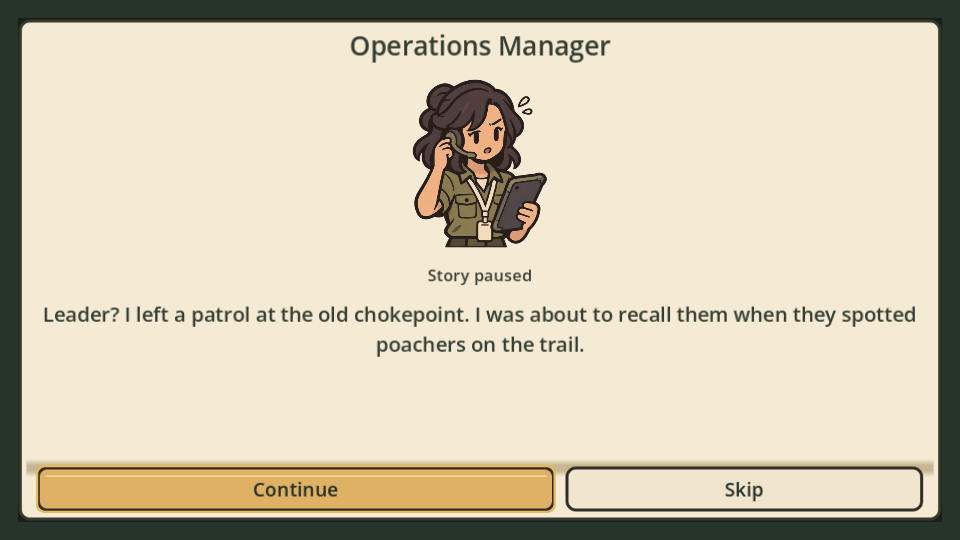 Operations Manager
Story paused
Leader? I left a patrol at the old chokepoint. I was about to recall them when they spotted
poachers on the trail.
Continue
Skip